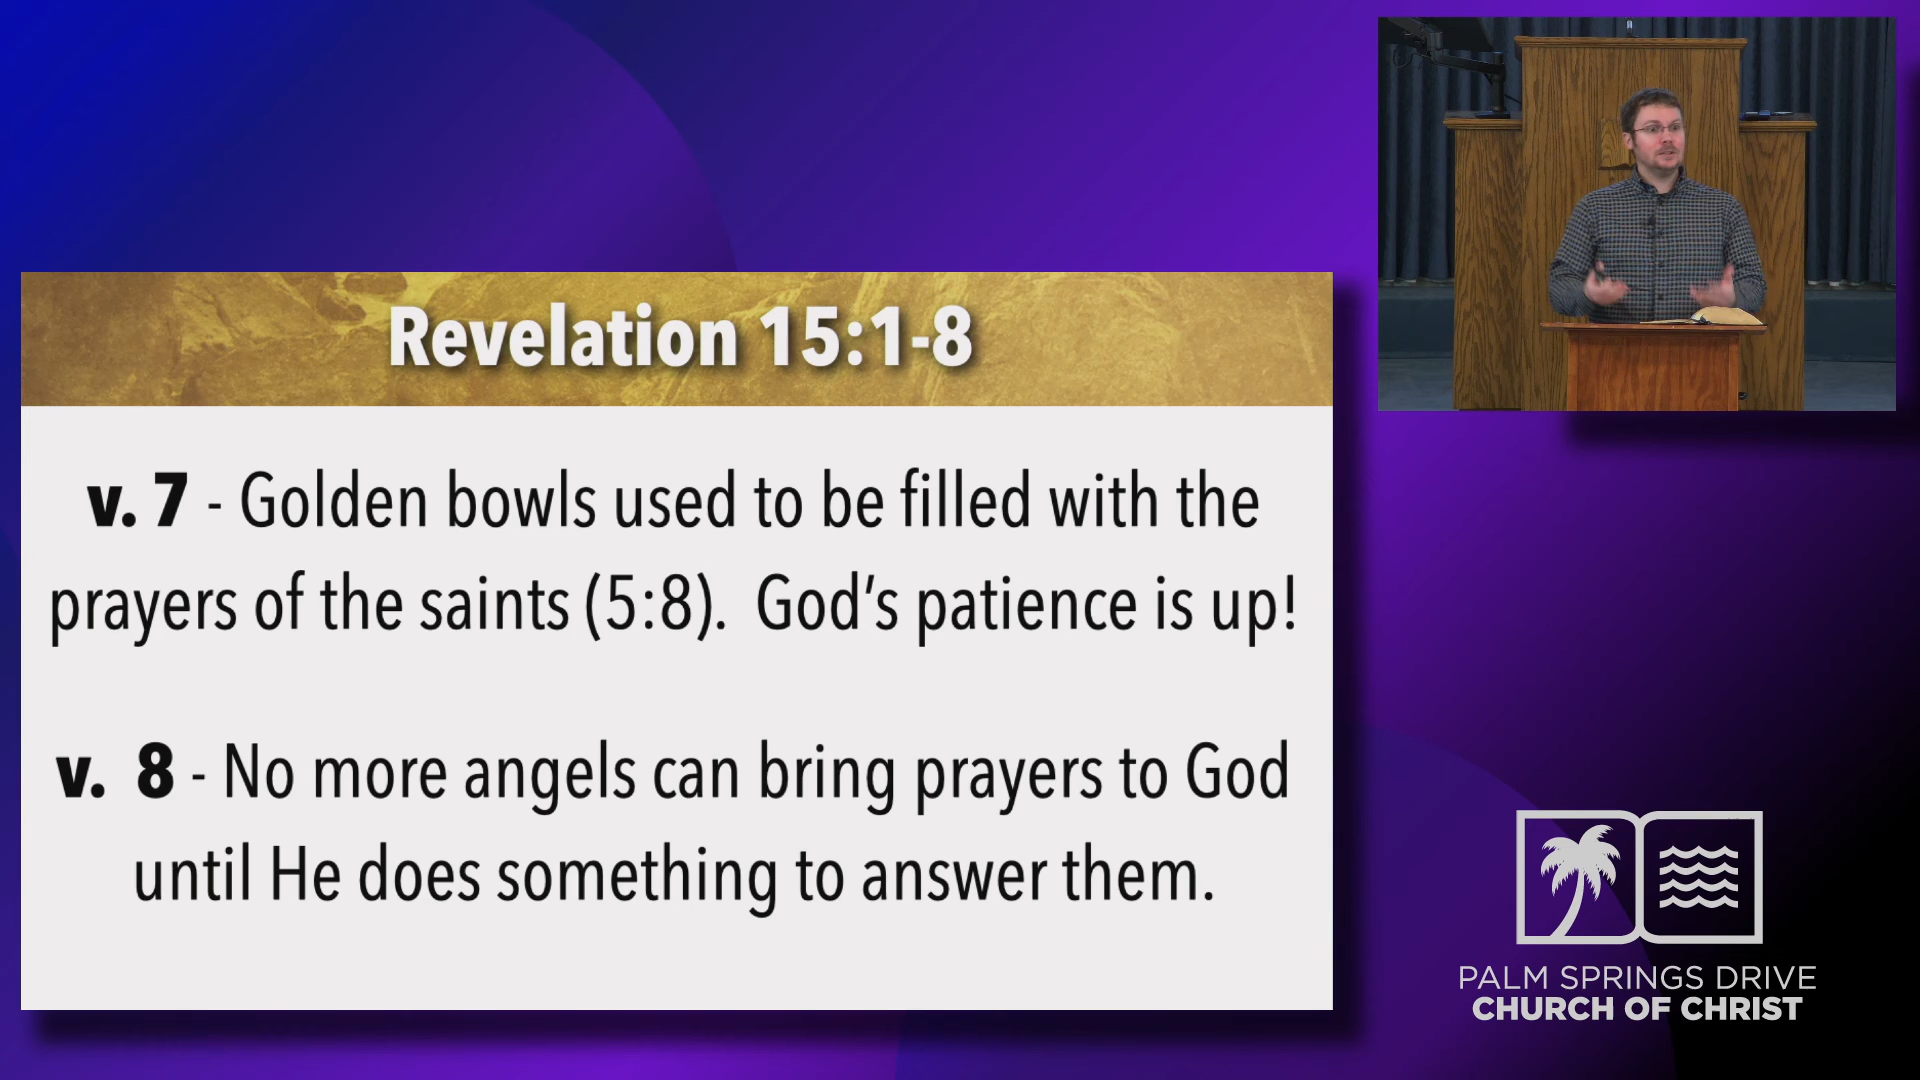 Revelation 15:1-8
v. 7 - Golden bowls used to be filled with the
prayers of the saints (5:8).  God's patience is up!
v.  8 - No more angels can bring prayers to God
until He does something to answer them.
PALM SPRINGS DRIVE
CHURCH OF CHRIST